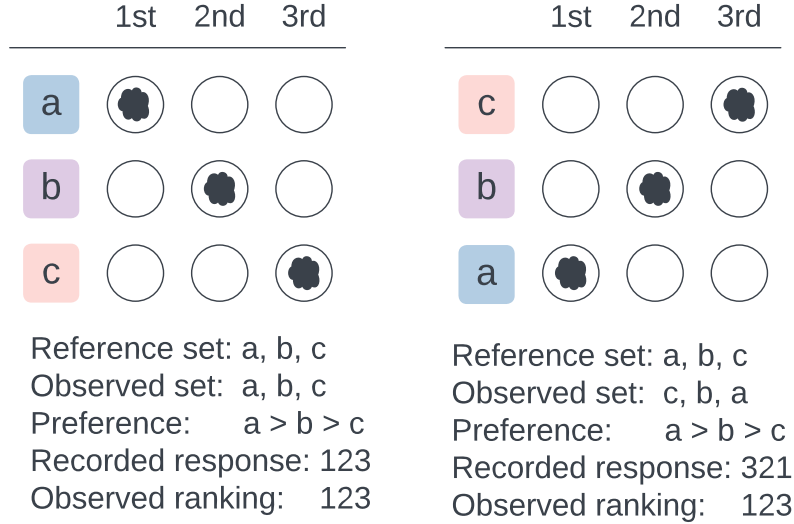 1st 2nd 3rd
a
b
c
Reference set: a, b, c
Observed set: a, b, c
Preference: a > b > c
Recorded response: 123
Observed ranking: 123
1st 2nd 3rd
c
b
a
Reference set: a, b, c
Observed set: c, b, a
Preference: a > b > c
Recorded response: 321
Observed ranking: 123